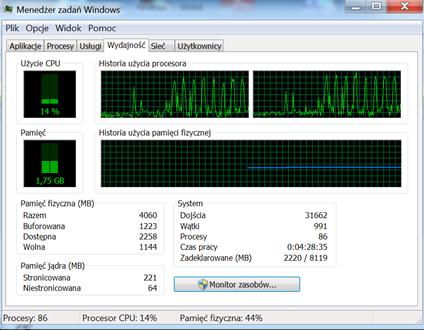 Menedżer zadań Windows
Plik Opcje Widok Pomoc
Aplikacje Procesy Usługi Wydajność Sieć Użytkownicy
Użycie CPU
14 %
Historia użycia procesora
Pamięć
1,75 GB
Historia użycia pamięci fizycznej
Pamięć fizyczna (MB)
Razem 4060
Buforowana 1223
Dostępna 2258
Wolna 1144
Pamięć jądra (MB)
Stronicowana 221
Niestronicowana 64
System
Dojścia 31662
Wątki 991
Procesy 86
Czas pracy 0:04:28:35
Zadeklarowane (MB) 2220 / 8119
Monitor zasobów...
Procesy: 86 Procesor CPU: 14% Pamięć fizyczna: 44%